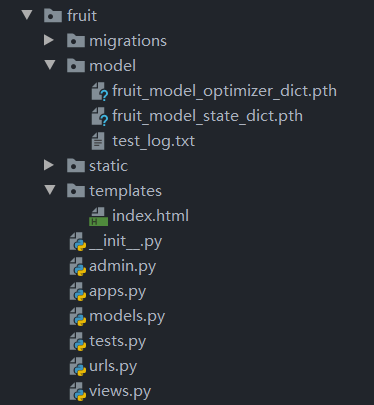 fruit
migrations
model
fruit_model_optimizer_dict.pth
fruit_model_state_dict.pth
test_log.txt
static
templates
index.html
__init__.py
admin.py
apps.py
models.py
tests.py
urls.py
views.py